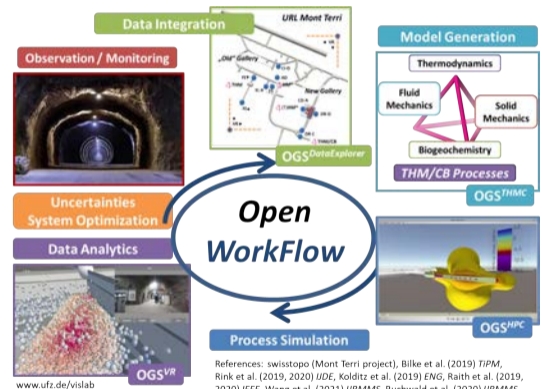 Data Integration
URL Mont Terri
"Old" Gallery
New Gallery
OGS DataExplorer
Observation / Monitoring
Model Generation
Thermodynamics
Fluid
Mechanics
Solid
Mechanics
Biogeochemistry
THM/CB Processes
OGS THMC
Uncertainties
System Optimization
Open
WorkFlow
Data Analytics
OGS VR
www.ufz.de/vislab
OGS HPC
Process Simulation
References: swisstopo (Mont Terri project), Bilke et al. (2019) TiPM,
Rink et al. (2019, 2020) IJDE, Kolditz et al. (2019) ENG, Raith et al. (2019,